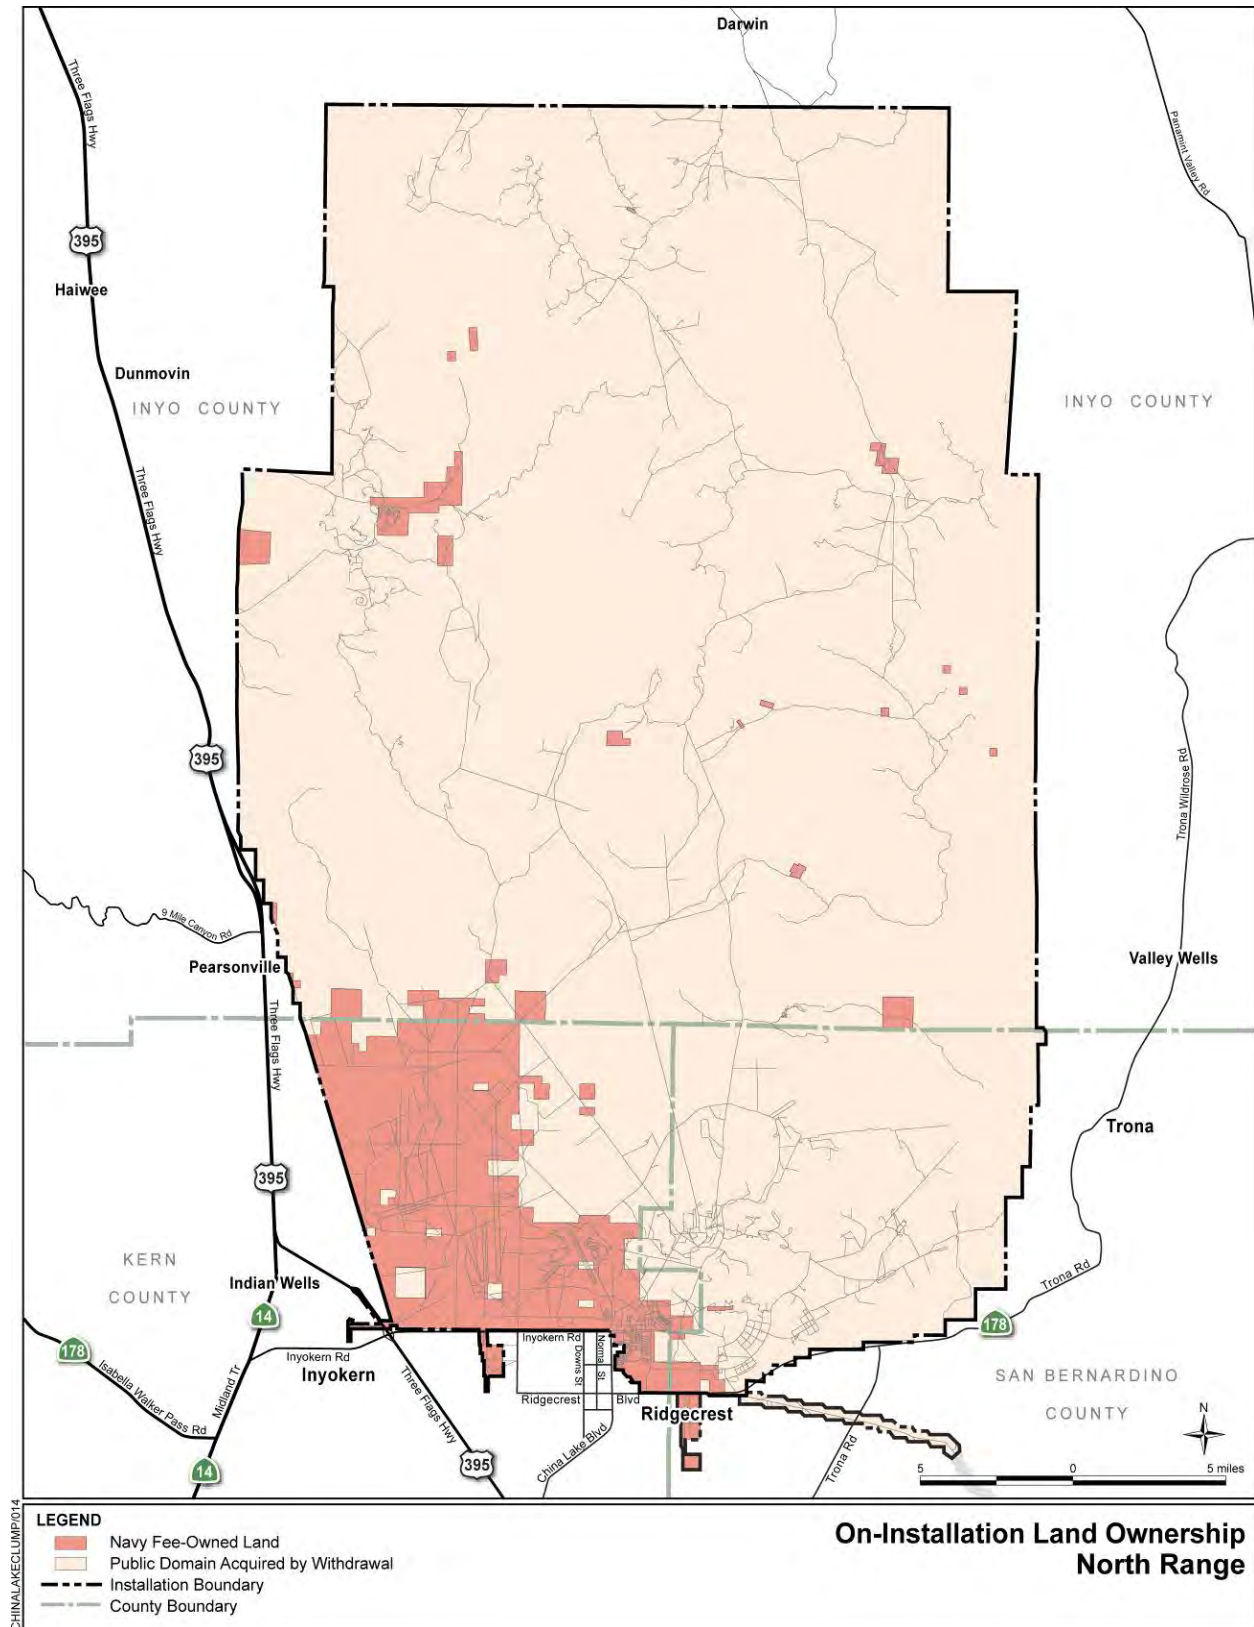 Darwin
Three Flags Hwy
Panamint Valley Rd
395
Haiwee
Dunmovin
INYO COUNTY
INYO COUNTY
Three Flags Hwy
395
Trona Wildrose Rd
9 Mile Canyon Rd
Pearsonville
Valley Wells
Three Flags Hwy
Trona
395
KERN
COUNTY
Indian Wells
14
Trona Rd
178
178
Inyokern Rd
Inyokern
Inyokern Rd
Downs St.
Norma St.
Isabella Walker Pass Rd
Midland Tr
Three Flags Hwy
Ridgecrest Blvd
Ridgecrest
SAN BERNARDINO
COUNTY
China Lake Blvd
Trona Rd
14
395
N
5 0 5 miles
CHINALAKECLUMP/014
LEGEND
Navy Fee-Owned Land
Public Domain Acquired by Withdrawal
Installation Boundary
County Boundary
On-Installation Land Ownership
North Range